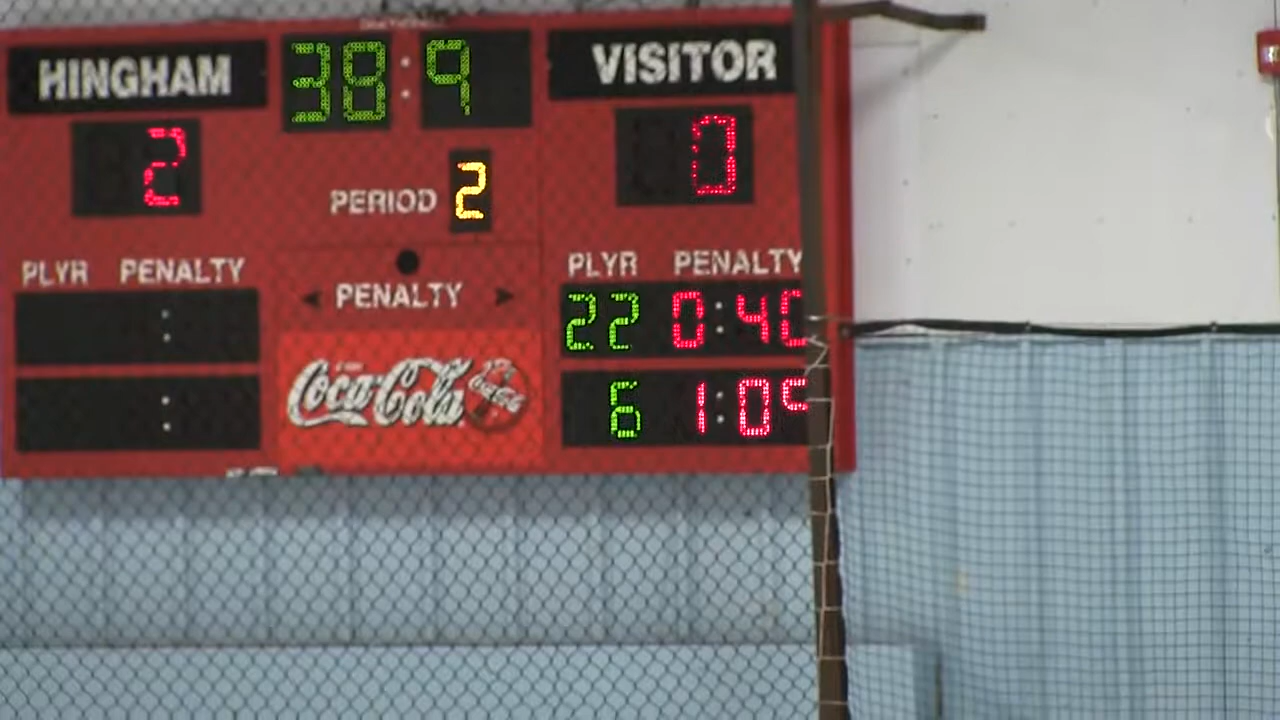 HINGHAM 38:9 VISITOR
2 0
PERIOD 2
PLYR PENALTY PLYR PENALTY
PENALTY
22 0:40
Coca-Cola
6 1:0